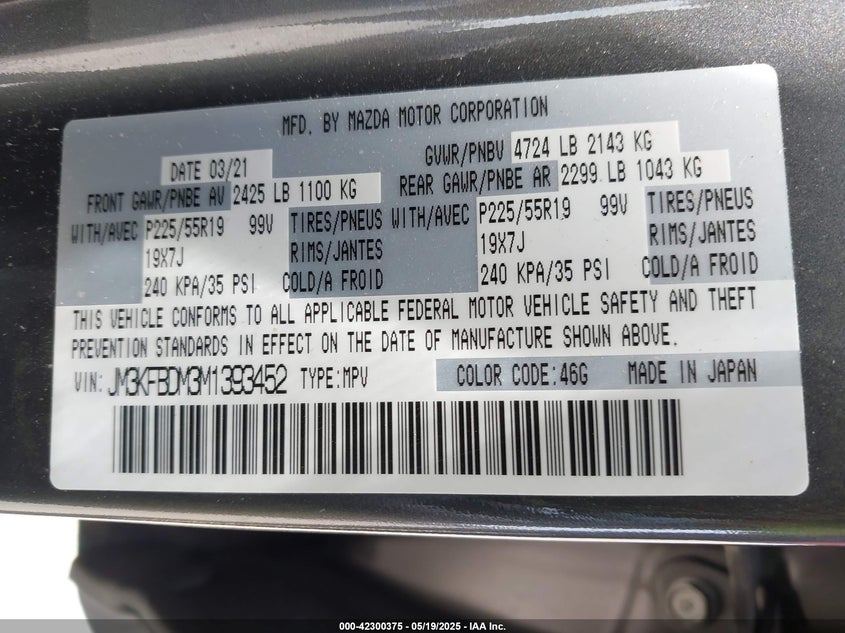 MFD. BY MAZDA MOTOR CORPORATION
DATE 03/21 GVWR/PNBV 4724 LB 2143 KG
FRONT GAWR/PNBE AV 2425 LB 1100 KG REAR GAWR/PNBE AR 2299 LB 1043 KG
WITH/AVEC P225/55R19 99V TIRES/PNEUS WITH/AVEC P225/55R19 99V TIRES/PNEUS
19X7J RIMS/JANTES 19X7J RIMS/JANTES
240 KPA/35 PSI COLD/A FROID 240 KPA/35 PSI COLD/A FROID
THIS VEHICLE CONFORMS TO ALL APPLICABLE FEDERAL MOTOR VEHICLE SAFETY AND THEFT
PREVENTION STANDARDS IN EFFECT ON THE DATE OF MANUFACTURE SHOWN ABOVE.
VIN: JM3KFBDM3M1393452 TYPE:MPV COLOR CODE:46G MADE IN JAPAN
000-42300375 - 05/19/2025 - IAA Inc.